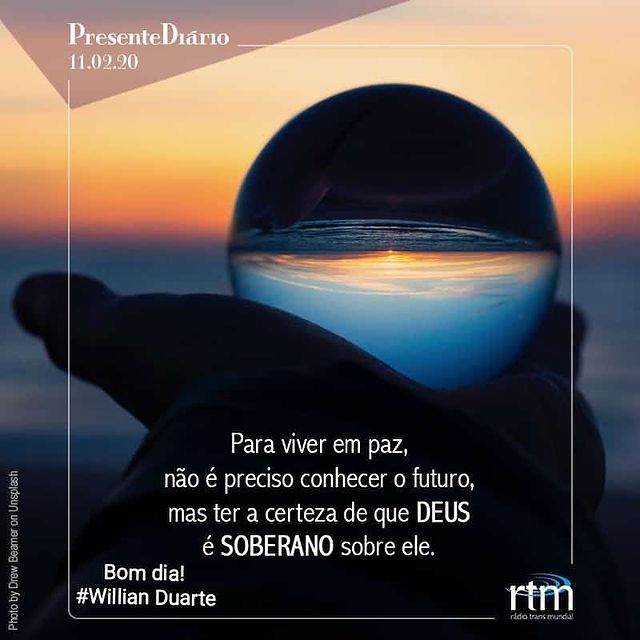 PresenteDiário
11.02.20
Para viver em paz,
não é preciso conhecer o futuro,
mas ter a certeza de que DEUS
é SOBERANO sobre ele.
Bom dia!
#Willian Duarte
rtm
rádio trans mundial
Photo by Drew Beamer on Unsplash